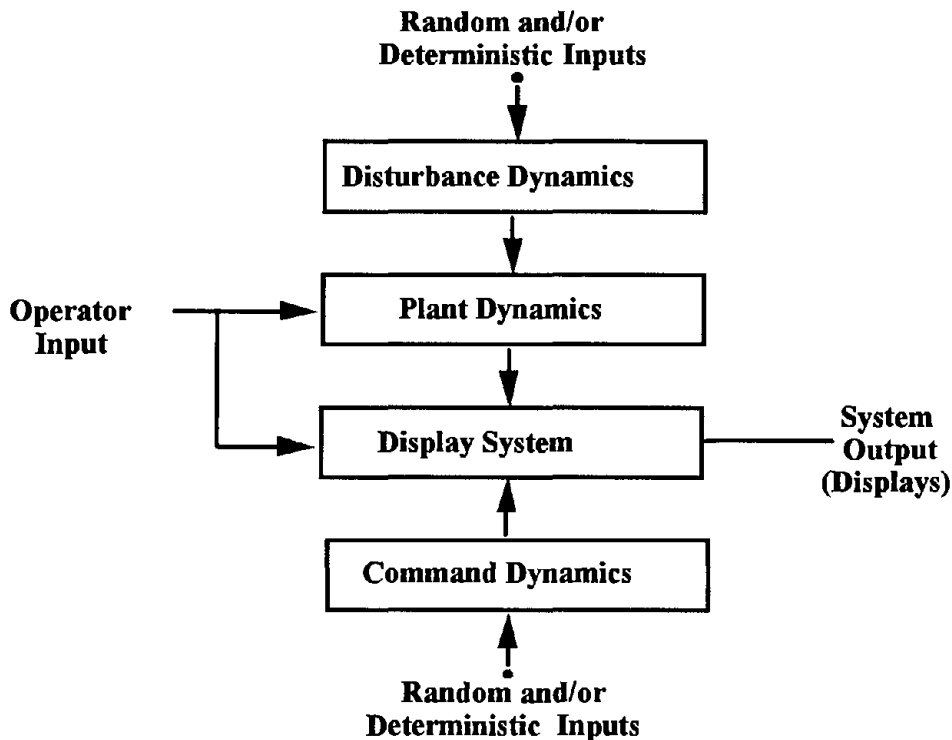 Random and/or
Deterministic Inputs
Disturbance Dynamics
Operator
Input
Plant Dynamics
Display System
System
Output
(Displays)
Command Dynamics
Random and/or
Deterministic Inputs